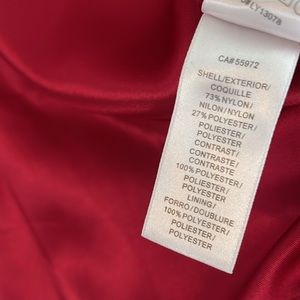 CA# 55972
SHELL/EXTERIOR/
COQUILLE
73% NYLON/
NILON/NYLON
27% POLYESTER/
POLIESTER/
POLYESTER
CONTRAST/
CONTRASTE/
CONTRASTE
100% POLYESTER/
POLIESTER/
POLYESTER
LINING/
FORRO/DOUBLURE
100% POLYESTER/
POLIESTER/
POLYESTER